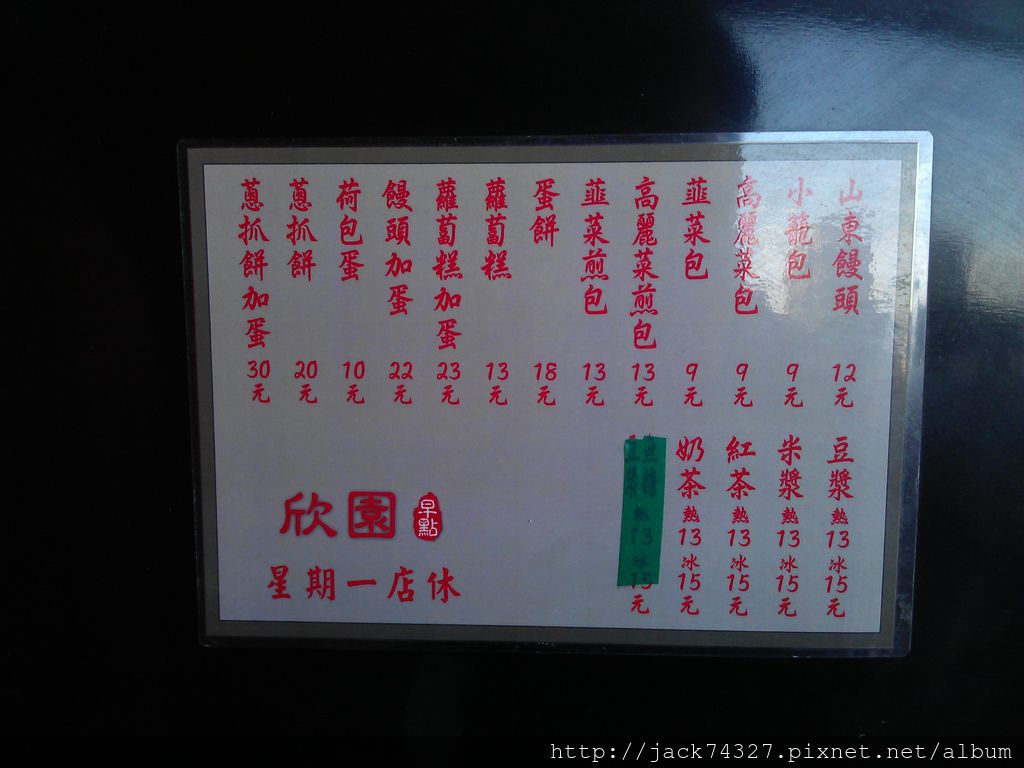 山東饅頭 12元
小籠包 9元
高麗菜包 9元
韮菜包 9元
高麗菜煎包 13元
韮菜煎包 13元
蛋餅 18元
蘿蔔糕 13元
蘿蔔糕加蛋 23元
饅頭加蛋 22元
荷包蛋 10元
蔥抓餅 20元
蔥抓餅加蛋 30元
豆漿 熱13 冰15元
米漿 熱13 冰15元
紅茶 熱13 冰15元
奶茶 熱13 冰15元
豆漿 熱13 冰15元
欣園 早點
星期一店休
http://jack74327.pixnet.net/album